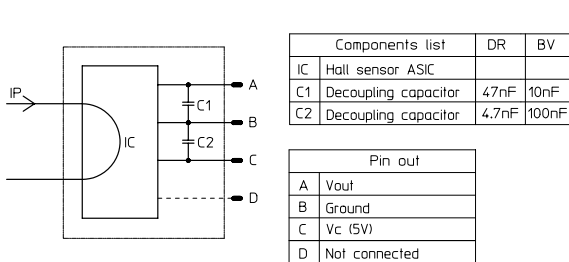 IP
IC
C1
C2
A
B
C
D
Components list DR BV
IC Hall sensor ASIC
C1 Decoupling capacitor 47nF 10nF
C2 Decoupling capacitor 4.7nF 100nF
Pin out
A Vout
B Ground
C Vc (5V)
D Not connected